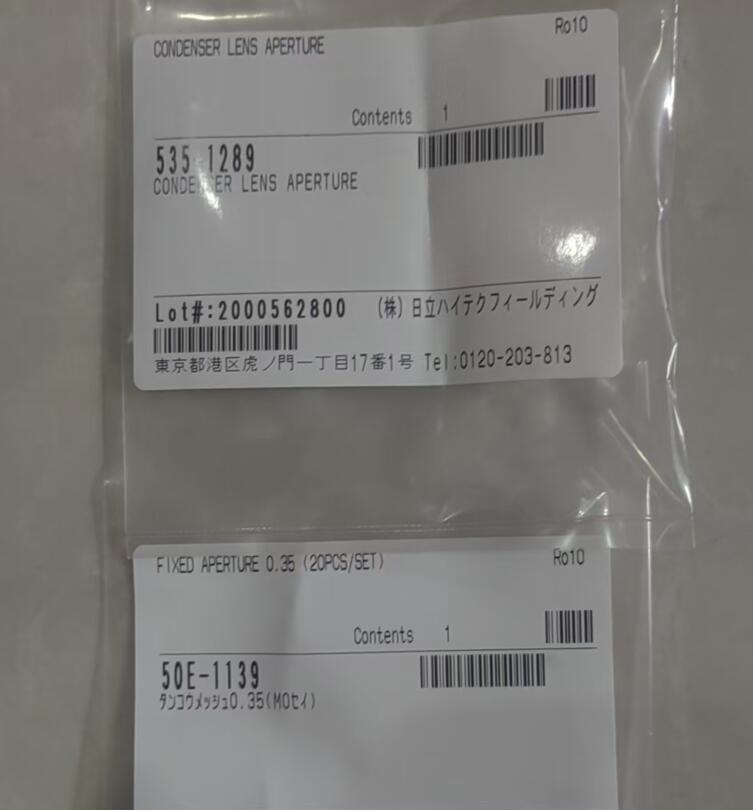 CONDENSER LENS APERTURE
Ro10
Contents 1
535-1289
CONDENSER LENS APERTURE
Lot#:2000562800 (株)日立ハイテクフィールディング
東京都港区虎ノ門一丁目17番1号 Tel:0120-203-813
FIXED APERTURE 0.35 (20PCS/SET)
Ro10
Contents 1
50E-1139
タンコウメッシュ0.35(MOセイ)